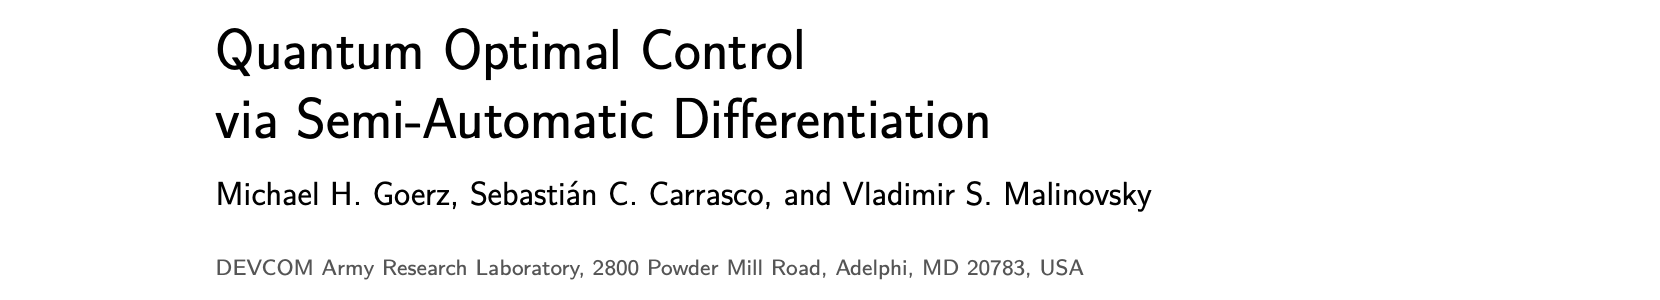 Quantum Optimal Control
via Semi-Automatic Differentiation
Michael H. Goerz, Sebastián C. Carrasco, and Vladimir S. Malinovsky
DEVCOM Army Research Laboratory, 2800 Powder Mill Road, Adelphi, MD 20783, USA